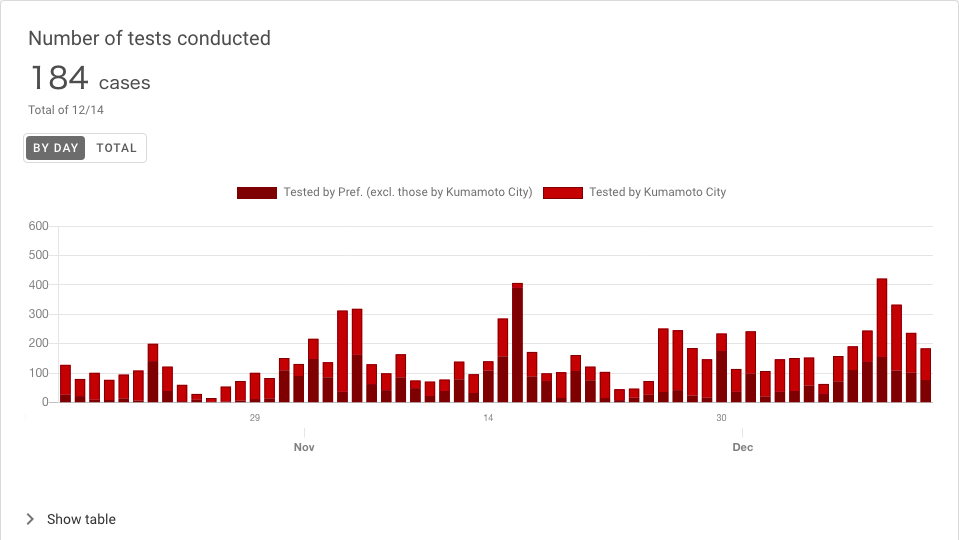 Number of tests conducted
184 cases
Total of 12/14
BY DAY TOTAL
Tested by Pref. (excl. those by Kumamoto City) Tested by Kumamoto City
600
500
400
300
200
100
0
29 14 30
Nov Dec
Show table